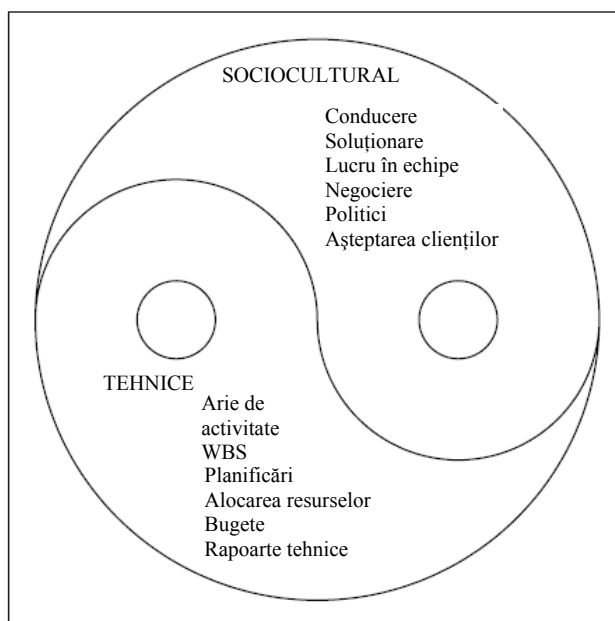 SOCIOCULTURAL
Conducere
Soluționare
Lucru în echipe
Negociere
Politici
Așteptarea clienților
TEHNICE
Arie de
activitate
WBS
Planificări
Alocarea resurselor
Bugete
Rapoarte tehnice